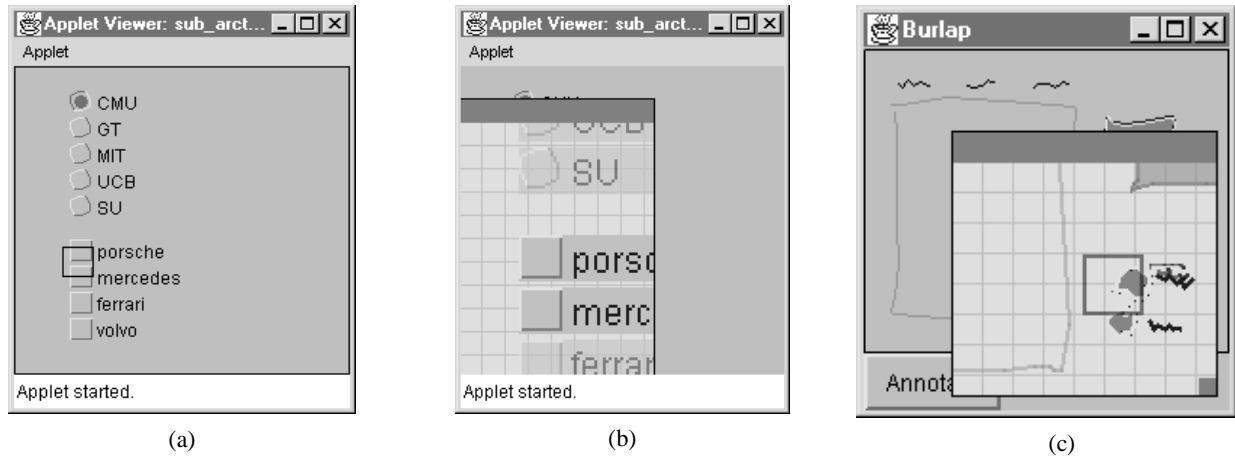 Applet Viewer: sub_arct...
Applet
CMU
GT
MIT
UCB
SU
porsche
mercedes
ferrari
volvo
Applet started.
(a)
Applet Viewer: sub_arct...
Applet
UCB
SU
porsc
merc
ferrar
Applet started.
(b)
Burlap
Annota
(c)